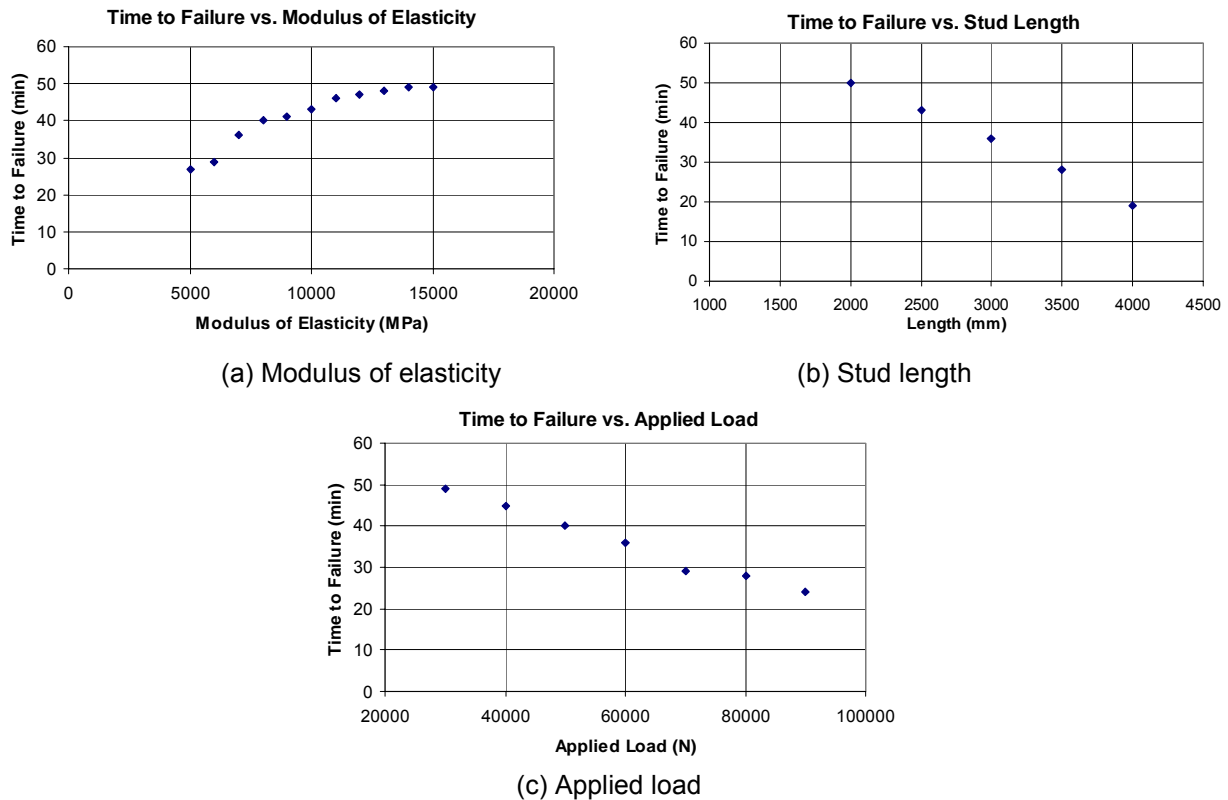 Time to Failure vs. Modulus of Elasticity
60
50
40
30
20
10
0
Time to Failure (min)
0 5000 10000 15000 20000
Modulus of Elasticity (MPa)
(a) Modulus of elasticity
Time to Failure vs. Stud Length
60
50
40
30
20
10
0
Time to Failure (min)
1000 1500 2000 2500 3000 3500 4000 4500
Length (mm)
(b) Stud length
Time to Failure vs. Applied Load
60
50
40
30
20
10
0
Time to Failure (min)
20000 40000 60000 80000 100000
Applied Load (N)
(c) Applied load